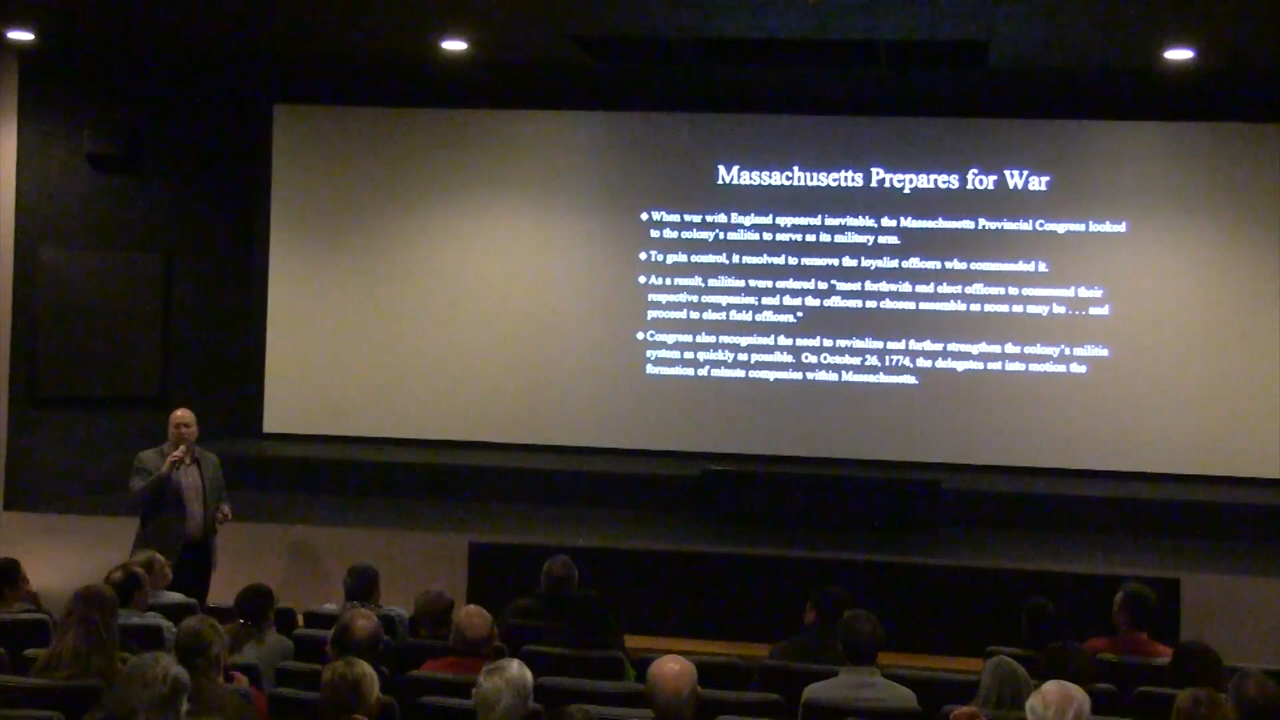 Massachusetts Prepares for War
❖ When war with England appeared inevitable, the Massachusetts Provincial Congress looked
to the colony's militia to serve as its military arm.
❖ To gain control, it resolved to remove the loyalist officers who commanded it.
❖ As a result, militias were ordered to "meet forthwith and elect officers to commend their
respective companies; and that the officers so chosen assemble as soon as may be . . . and
proceed to elect field officers."
❖ Congress also recognized the need to revitalize and further strengthen the colony's militia
system as quickly as possible. On October 26, 1774, the delegates set into motion the
formation of minute companies within Massachusetts.